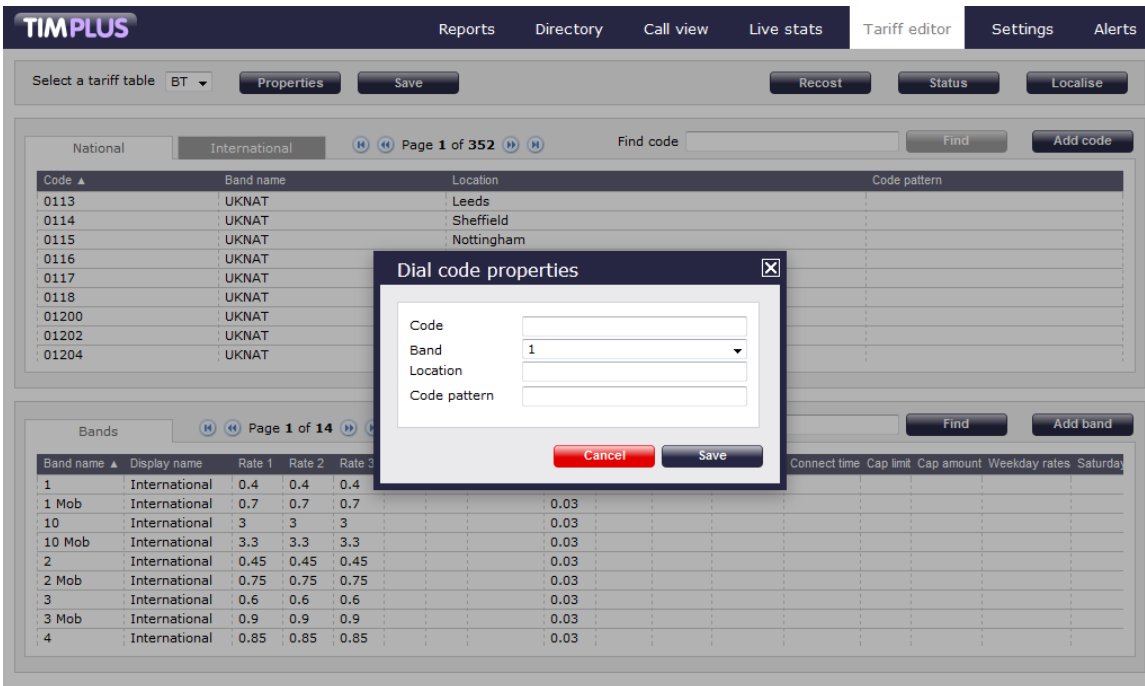 TIMPLUS Reports Directory Call view Live stats Tariff editor Settings Alerts
Select a tariff table BT Properties Save Recost Status Localise
National International Page 1 of 352 Find code Find Add code
Code ▲ Band name Location Code pattern
0113 UKNAT Leeds
0114 UKNAT Sheffield
0115 UKNAT Nottingham
0116 UKNAT
0117 UKNAT
0118 UKNAT
01200 UKNAT
01202 UKNAT
01204 UKNAT
Dial code properties
Code
Band 1
Location
Code pattern
Cancel Save
Bands Page 1 of 14 Find Add band
Band name ▲ Display name Rate 1 Rate 2 Rate 3 Connect time Cap limit Cap amount Weekday rates Saturday
1 International 0.4 0.4 0.4
1 Mob International 0.7 0.7 0.7 0.03
10 International 3 3 3 0.03
10 Mob International 3.3 3.3 3.3 0.03
2 International 0.45 0.45 0.45 0.03
2 Mob International 0.75 0.75 0.75 0.03
3 International 0.6 0.6 0.6 0.03
3 Mob International 0.9 0.9 0.9 0.03
4 International 0.85 0.85 0.85 0.03